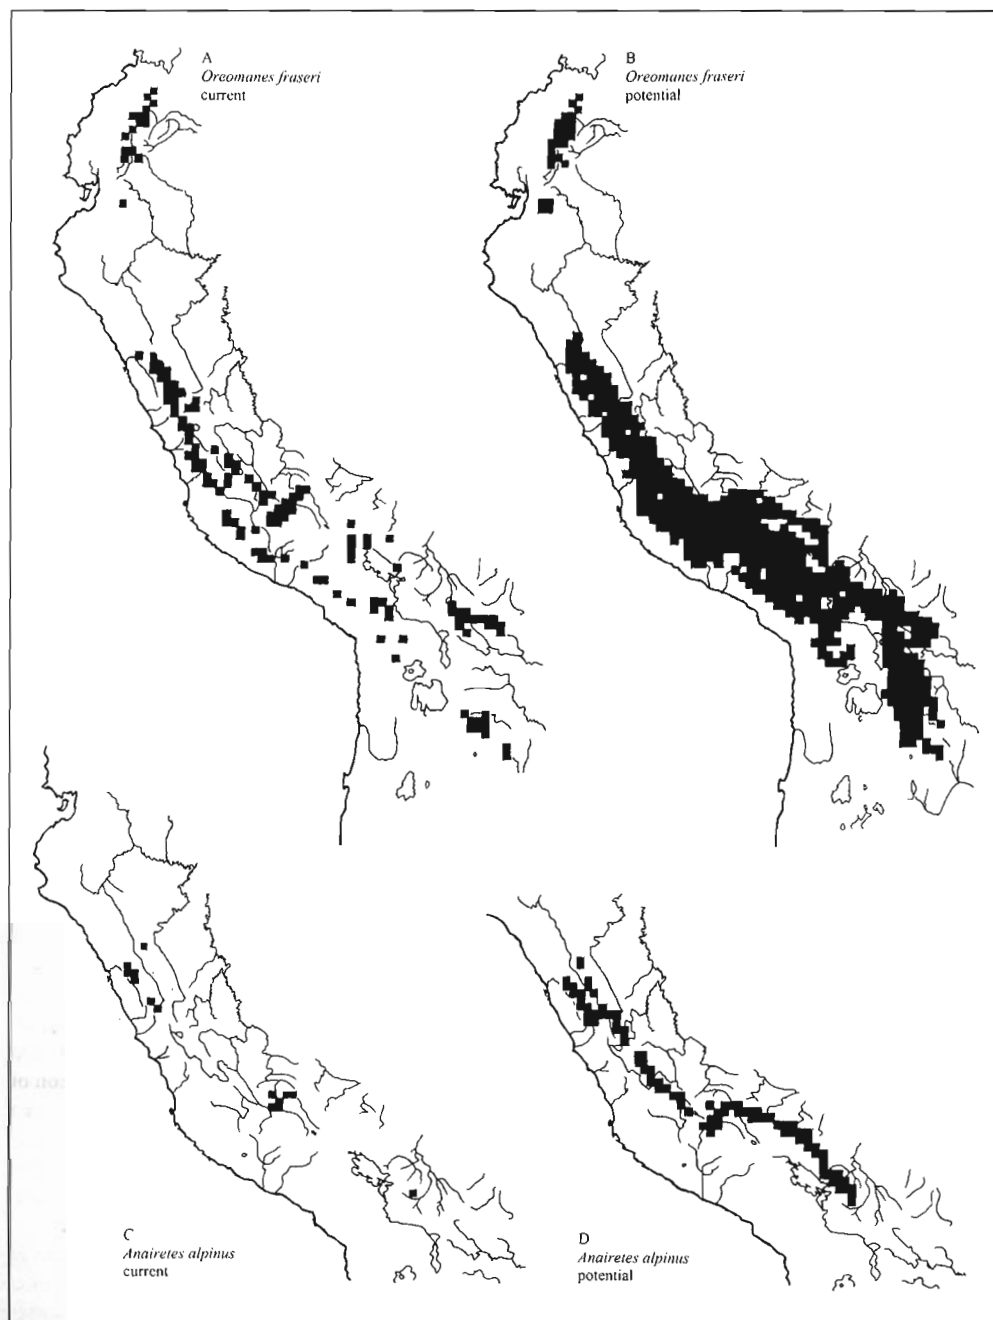 A
Oreomanes fraseri
current
B
Oreomanes fraseri
potential
C
Anairetes alpinus
current
D
Anairetes alpinus
potential